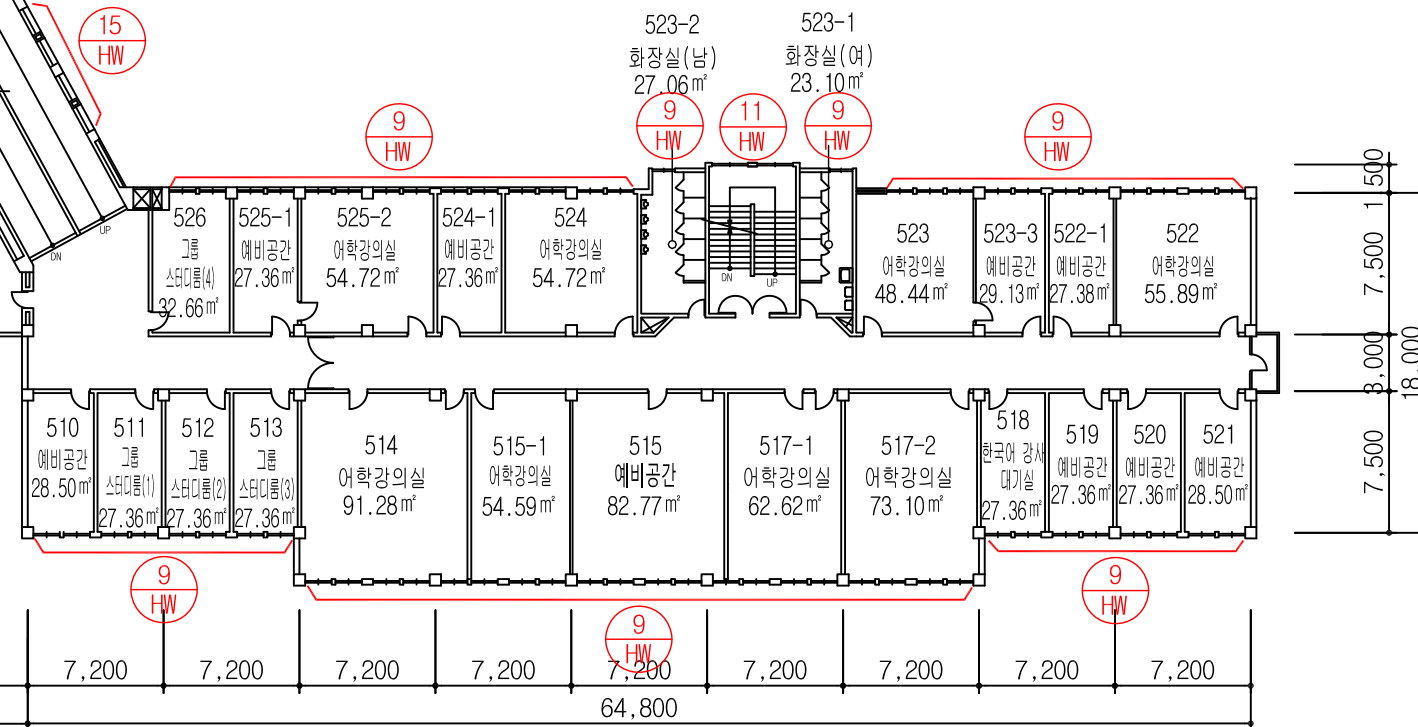 15
HW
523-2
화장실(남)
27.06㎡
523-1
화장실(여)
23.10㎡
9
HW
9
HW
11
HW
9
HW
9
HW
526
그룹
스터디룸(4)
32.66㎡
525-1
예비공간
27.36㎡
525-2
어학강의실
54.72㎡
524-1
예비공간
27.36㎡
524
어학강의실
54.72㎡
523
어학강의실
48.44㎡
523-3
예비공간
29.13㎡
522-1
예비공간
27.38㎡
522
어학강의실
55.89㎡
UP
DN
DN
UP
1 500
7,500
3,000
18,000
7,500
510
예비공간
28.50㎡
511
그룹
스터디룸(1)
27.36㎡
512
그룹
스터디룸(2)
27.36㎡
513
그룹
스터디룸(3)
27.36㎡
514
어학강의실
91.28㎡
515-1
어학강의실
54.59㎡
515
예비공간
82.77㎡
517-1
어학강의실
62.62㎡
517-2
어학강의실
73.10㎡
518
한국어 강사
대기실
27.36㎡
519
예비공간
27.36㎡
520
예비공간
27.36㎡
521
예비공간
28.50㎡
9
HW
9
HW
9
HW
7,200
7,200
7,200
7,200
7,200
7,200
7,200
7,200
7,200
64,800